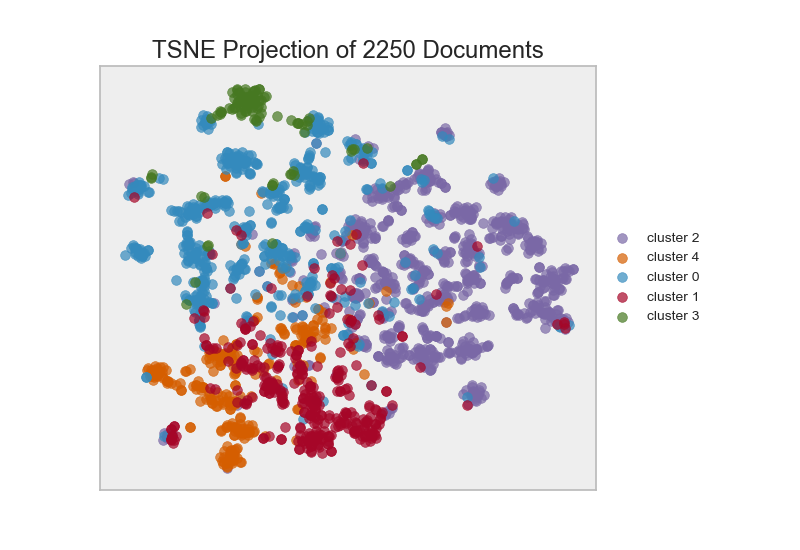 TSNE Projection of 2250 Documents
cluster 2
cluster 4
cluster 0
cluster 1
cluster 3